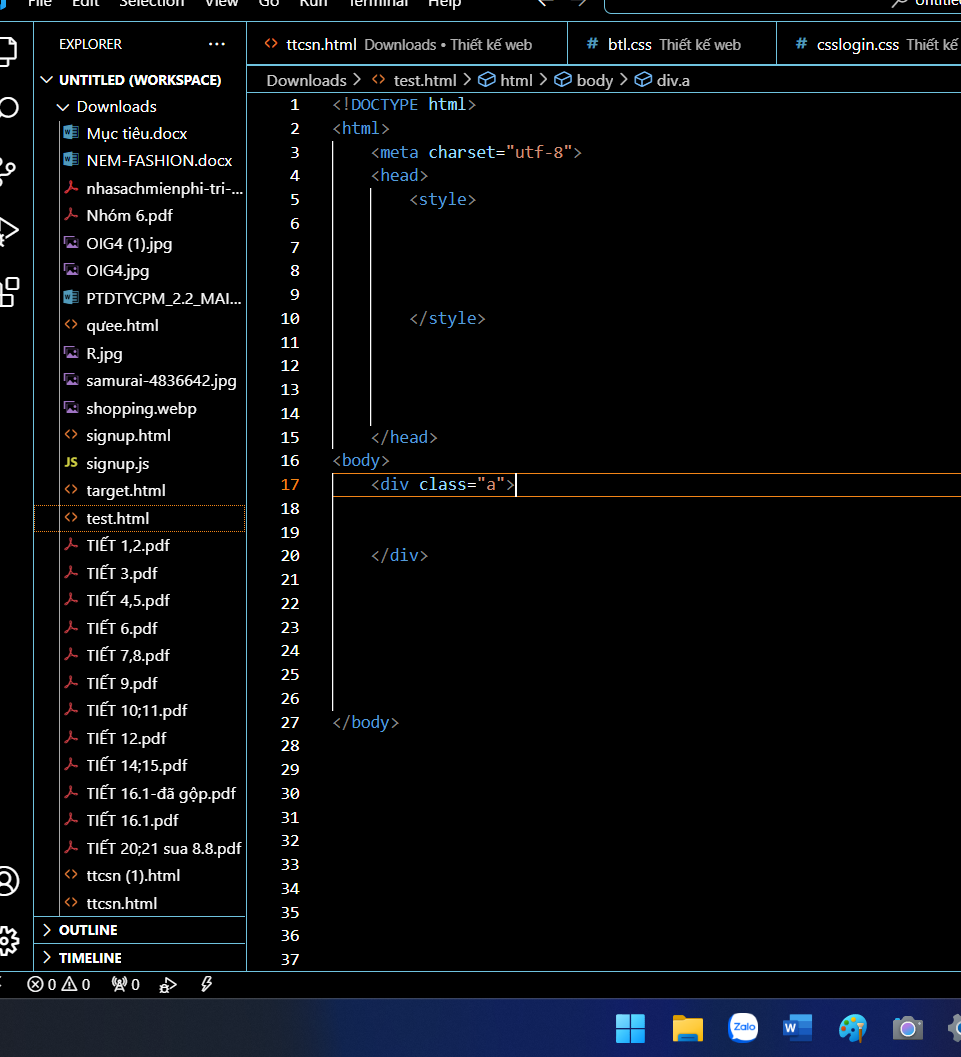 File Edit Selection View Go Run Terminal Help
EXPLORER ···
ttcsn.html Downloads • Thiết kế web
# btl.css Thiết kế web
# csslogin.css Thiết kế
UNTITLED (WORKSPACE)
Downloads > test.html > html > body > div.a
Downloads
Mục tiêu.docx
NEM-FASHION.docx
nhasachmienphi-tri-...
Nhóm 6.pdf
OIG4 (1).jpg
OIG4.jpg
PTDTYCPM_2.2_MAI...
qưee.html
R.jpg
samurai-4836642.jpg
shopping.webp
signup.html
JS signup.js
target.html
test.html
TIẾT 1,2.pdf
TIẾT 3.pdf
TIẾT 4,5.pdf
TIẾT 6.pdf
TIẾT 7,8.pdf
TIẾT 9.pdf
TIẾT 10;11.pdf
TIẾT 12.pdf
TIẾT 14;15.pdf
TIẾT 16.1-đã gộp.pdf
TIẾT 16.1.pdf
TIẾT 20;21 sua 8.8.pdf
ttcsn (1).html
ttcsn.html
OUTLINE
TIMELINE
1 <!DOCTYPE html>
2 <html>
3 <meta charset="utf-8">
4 <head>
5 <style>
6
7
8
9
10 </style>
11
12
13
14
15 </head>
16 <body>
17 <div class="a">
18
19
20 </div>
21
22
23
24
25
26
27 </body>
28
29
30
31
32
33
34
35
36
37
0 0 0
Zalo
W